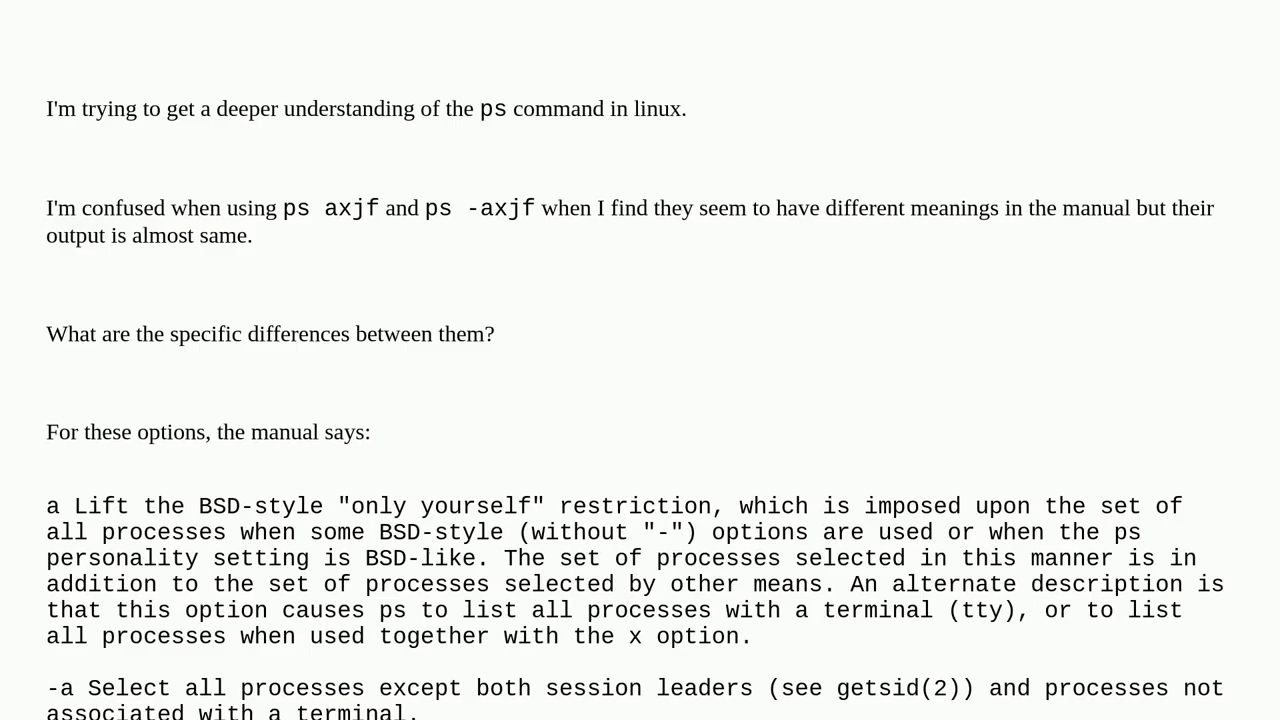 I'm trying to get a deeper understanding of the ps command in linux.
I'm confused when using ps axjf and ps -axjf when I find they seem to have different meanings in the manual but their
output is almost same.
What are the specific differences between them?
For these options, the manual says:
a Lift the BSD-style "only yourself" restriction, which is imposed upon the set of
all processes when some BSD-style (without "-") options are used or when the ps
personality setting is BSD-like. The set of processes selected in this manner is in
addition to the set of processes selected by other means. An alternate description is
that this option causes ps to list all processes with a terminal (tty), or to list
all processes when used together with the x option.
-a Select all processes except both session leaders (see getsid(2)) and processes not
associated with a terminal.